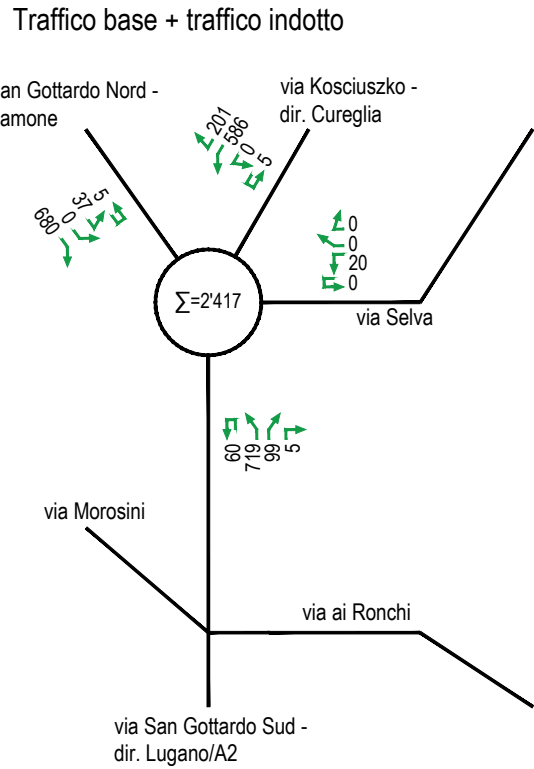 Traffico base + traffico indotto
an Gottardo Nord -
amone
via Kosciuszko -
dir. Cureglia
201
586
0
5
5
37
0
680
0
0
20
0
∑=2'417
via Selva
60
719
99
5
via Morosini
via ai Ronchi
via San Gottardo Sud -
dir. Lugano/A2